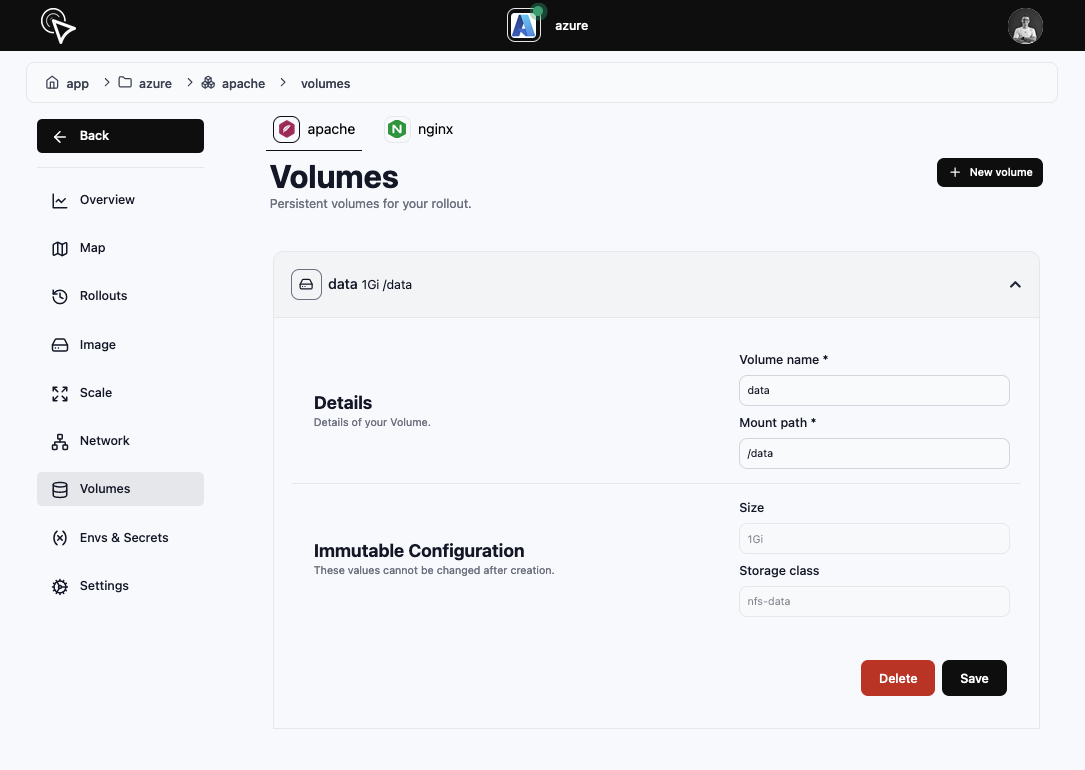 azure
app
azure
apache
volumes
Back
apache
nginx
Volumes
Persistent volumes for your rollout.
New volume
Overview
Map
Rollouts
Image
Scale
Network
Volumes
Envs & Secrets
Settings
data 1Gi /data
Details
Details of your Volume.
Volume name *
data
Mount path *
/data
Immutable Configuration
These values cannot be changed after creation.
Size
1Gi
Storage class
nfs-data
Delete
Save